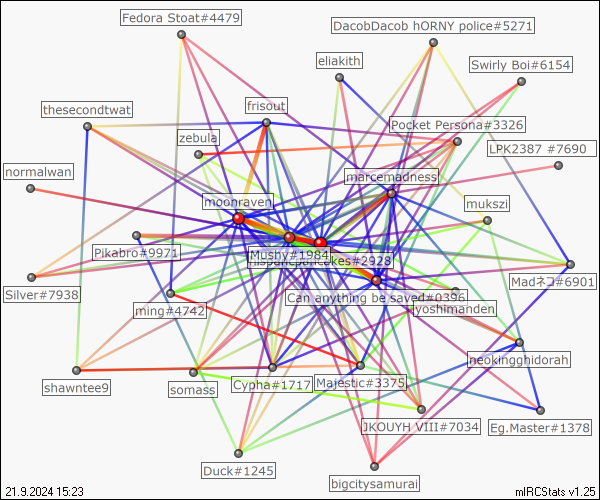 Fedora Stoat#4479
DacobDacob hORNY police#5271
eliakith
Swirly Boi#6154
thesecondtwat
frisout
Pocket Persona#3326
zebula
LPK2387 #7690
normalwan
marcemadness
moonraven
mukszi
Pikabro#9971
Musby#1984
cakes#2928
Silver#7938
Madネコ#6901
Can anything be saved#0396
ming#4742
yoshimanden
neokingghidorah
shawntee9
somass
Cypha#1717
Majestic#3375
JKOUYH VIII#7034
Eg.Master#1378
Duck#1245
bigcitysamurai
21.9.2024 15:23
mIRCStats v1.25